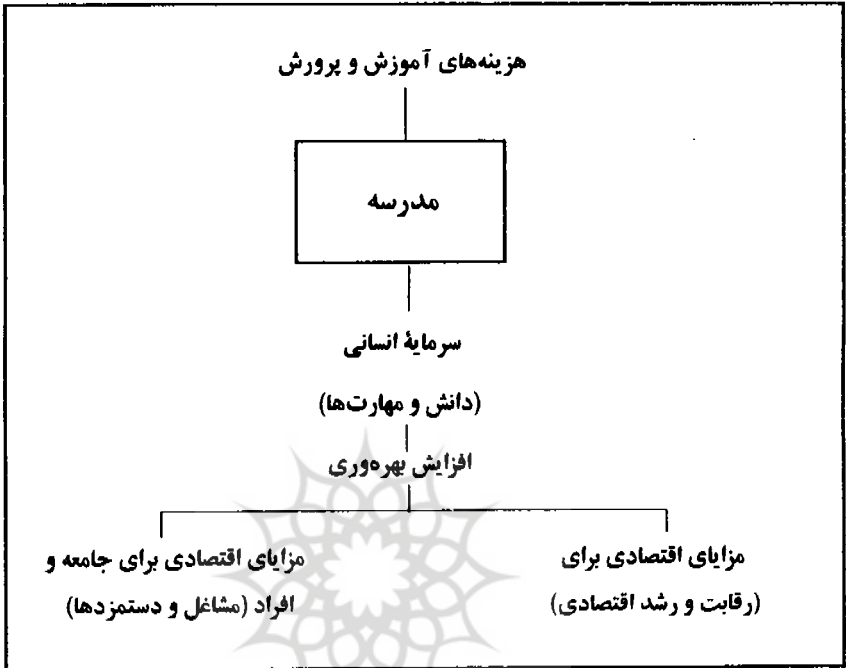 هزینه‌های آموزش و پرورش
مدرسه
سرمایۀ انسانی
(دانش و مهارت‌ها)
افزایش بهره‌وری
مزایای اقتصادی برای
(رقابت و رشد اقتصادی)
مزایای اقتصادی برای جامعه و
افراد (مشاغل و دستمزدها)